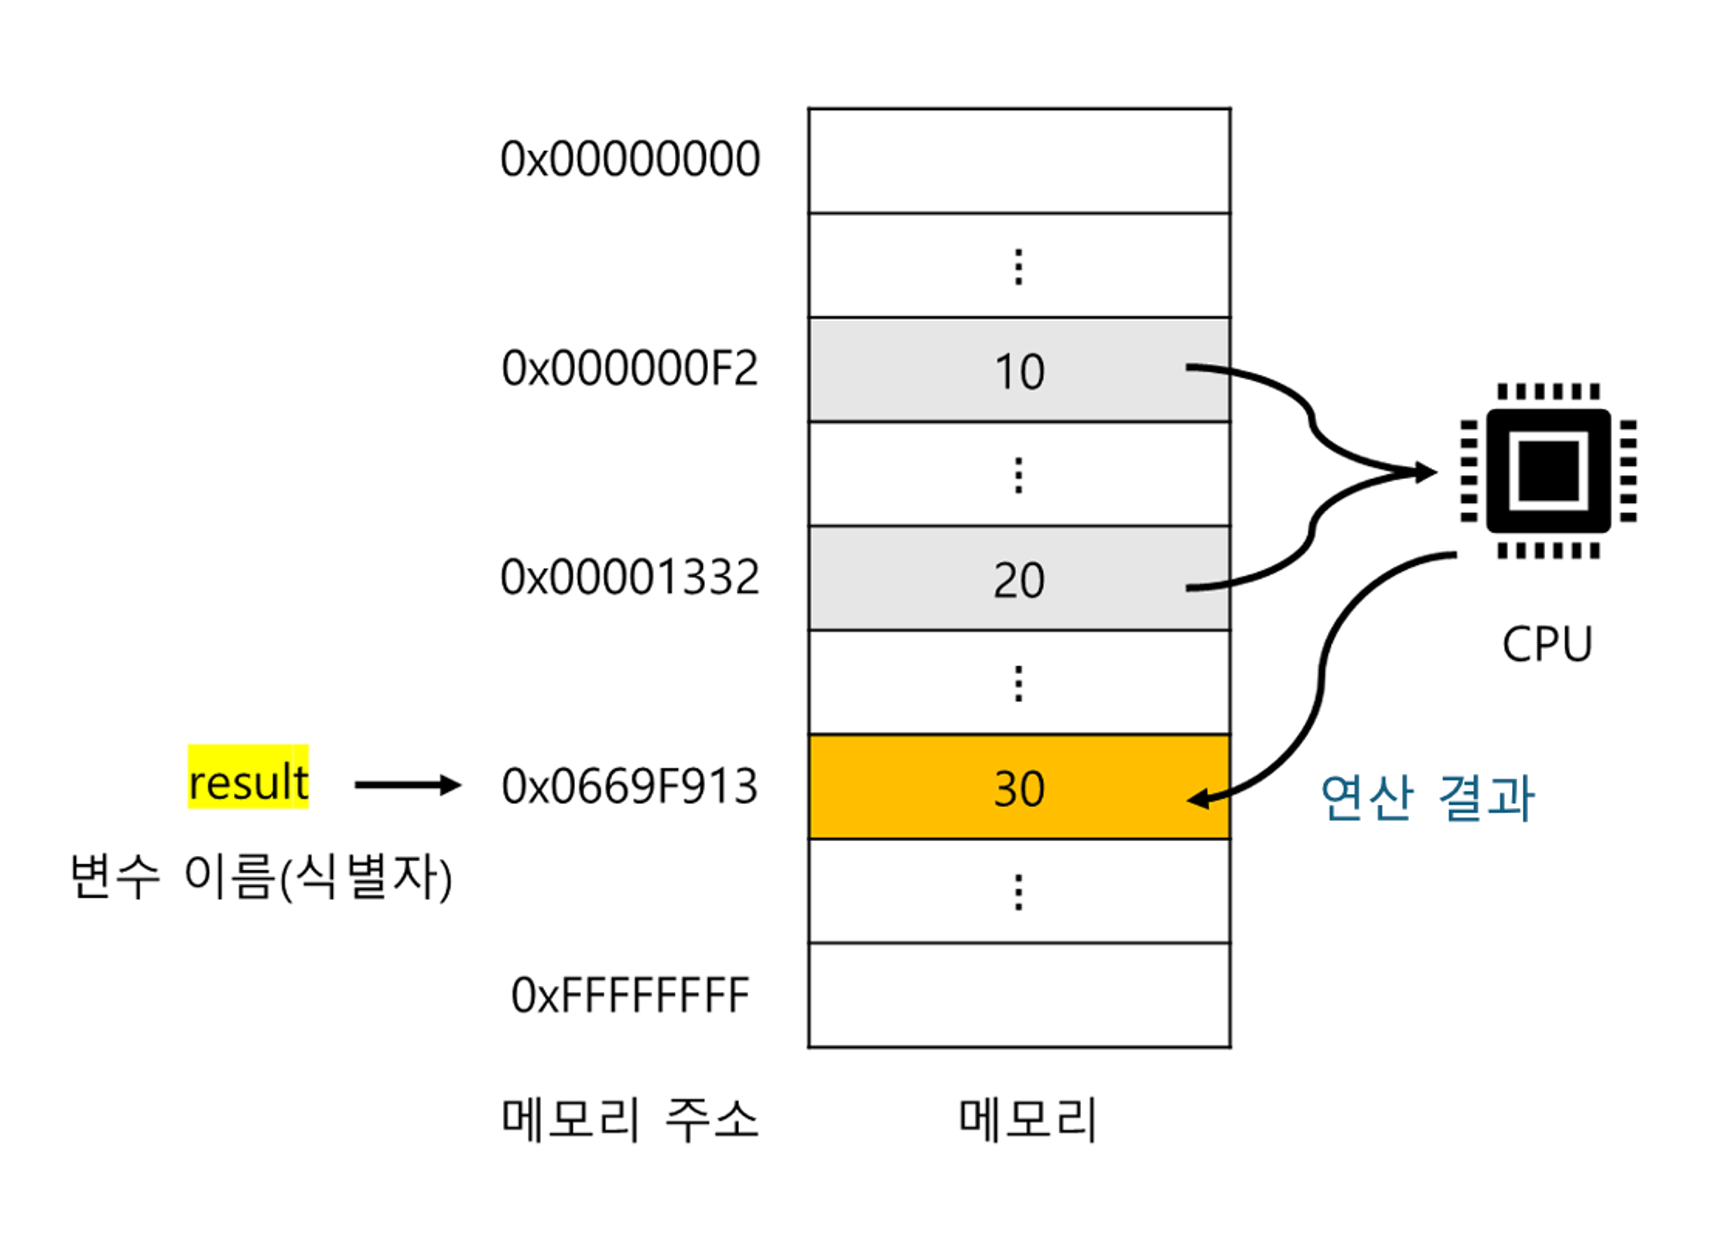 0x00000000
⋮
0x000000F2 10
⋮
0x00001332 20
⋮
CPU
result 0x0669F913 30 연산 결과
변수 이름(식별자)
⋮
0xFFFFFFFF
메모리 주소 메모리